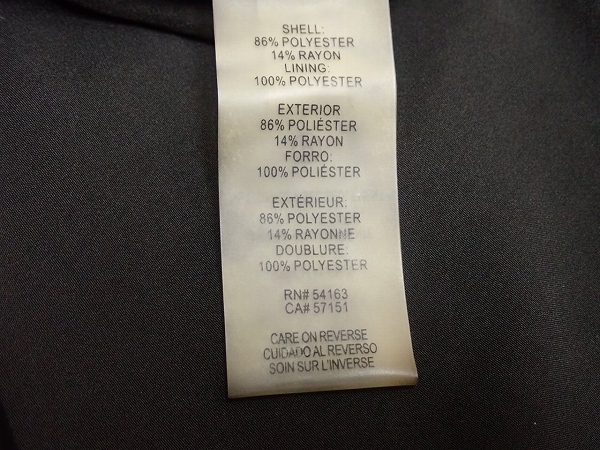 SHELL:
86% POLYESTER
14% RAYON
LINING:
100% POLYESTER
EXTERIOR
86% POLIÉSTER
14% RAYON
FORRO:
100% POLIÉSTER
EXTÉRIEUR:
86% POLYESTER
14% RAYONNE
DOUBLURE:
100% POLYESTER
RN# 54163
CA# 57151
CARE ON REVERSE
CUIDADO AL REVERSO
SOIN SUR L'INVERSE